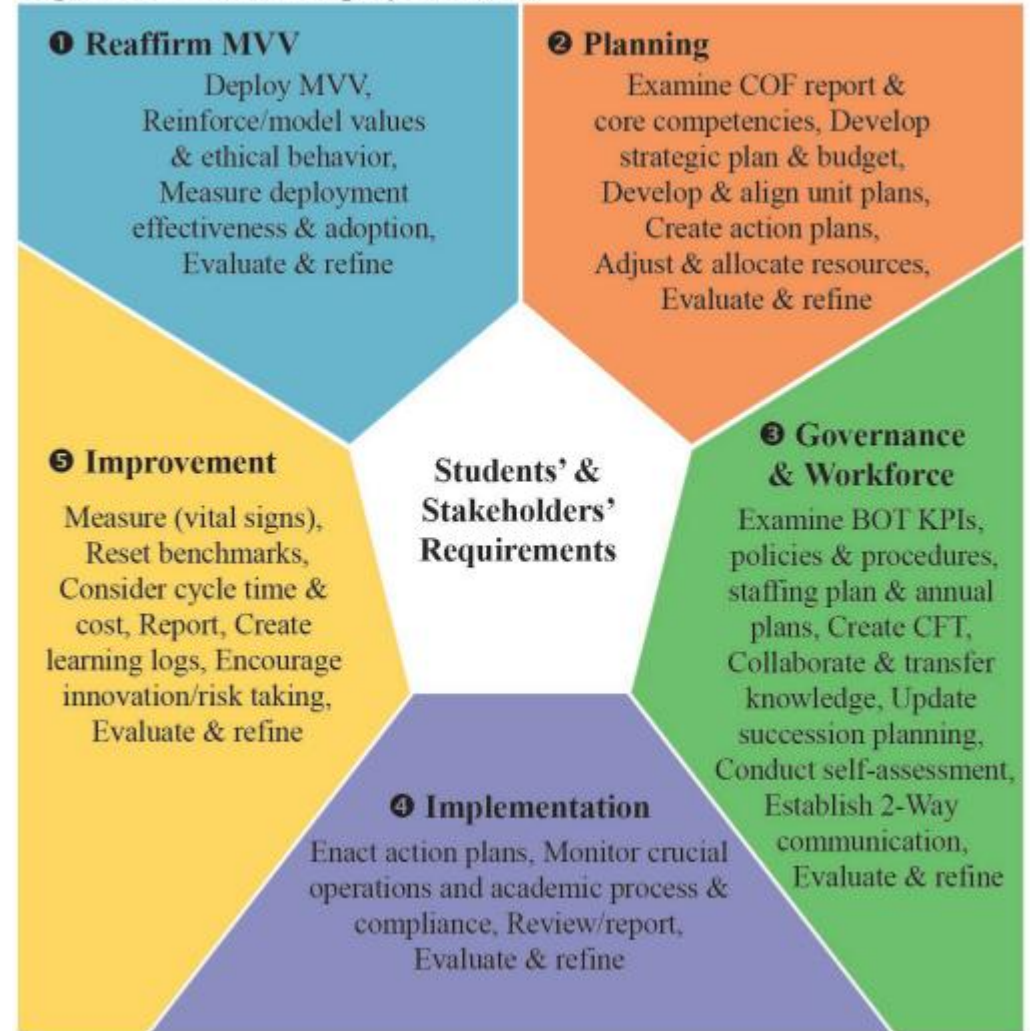 ❶ Reaffirm MVV
Deploy MVV,
Reinforce/model values
& ethical behavior,
Measure deployment
effectiveness & adoption,
Evaluate & refine
❷ Planning
Examine COF report &
core competencies, Develop
strategic plan & budget,
Develop & align unit plans,
Create action plans,
Adjust & allocate resources,
Evaluate & refine
❸ Governance
& Workforce
Examine BOT KPIs,
policies & procedures,
staffing plan & annual
plans, Create CFT,
Collaborate & transfer
knowledge, Update
succession planning,
Conduct self-assessment,
Establish 2-Way
communication,
Evaluate & refine
❹ Implementation
Enact action plans, Monitor crucial
operations and academic process &
compliance, Review/report,
Evaluate & refine
❺ Improvement
Measure (vital signs),
Reset benchmarks,
Consider cycle time &
cost, Report, Create
learning logs, Encourage
innovation/risk taking,
Evaluate & refine
Students’ &
Stakeholders’
Requirements